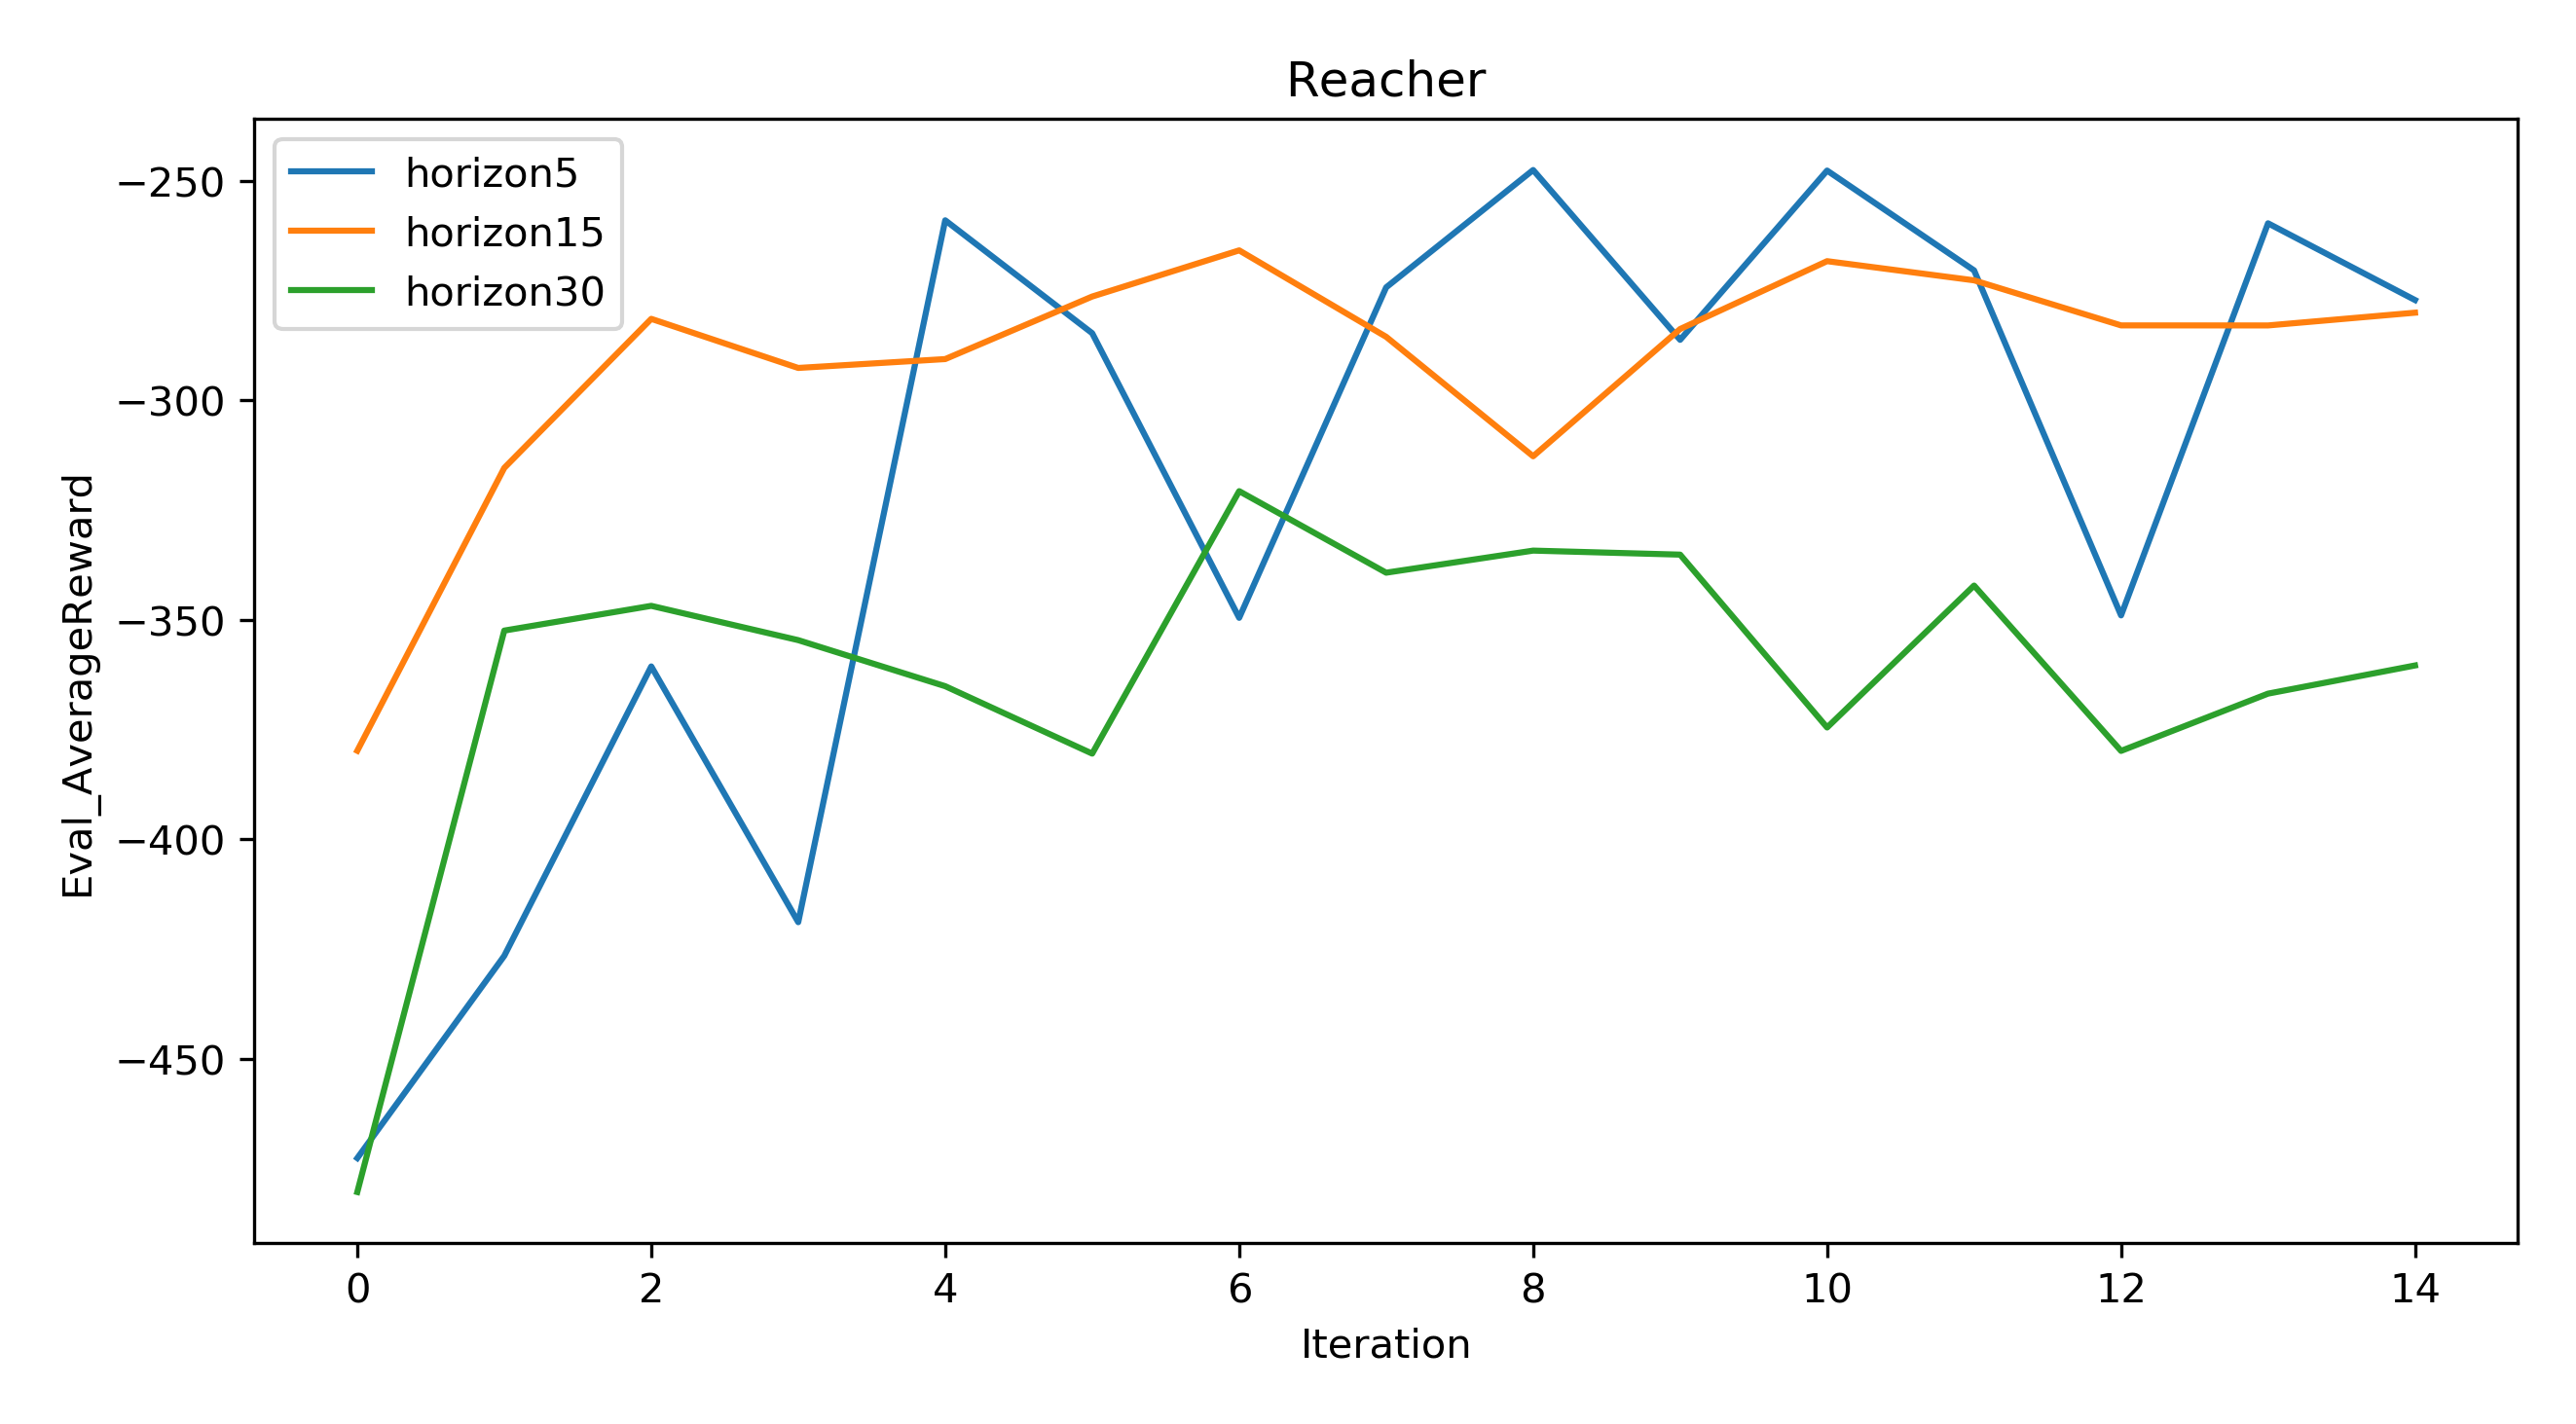 Reacher
horizon5
horizon15
horizon30
Eval_AverageReward
−250
−300
−350
−400
−450
0 2 4 6 8 10 12 14
Iteration